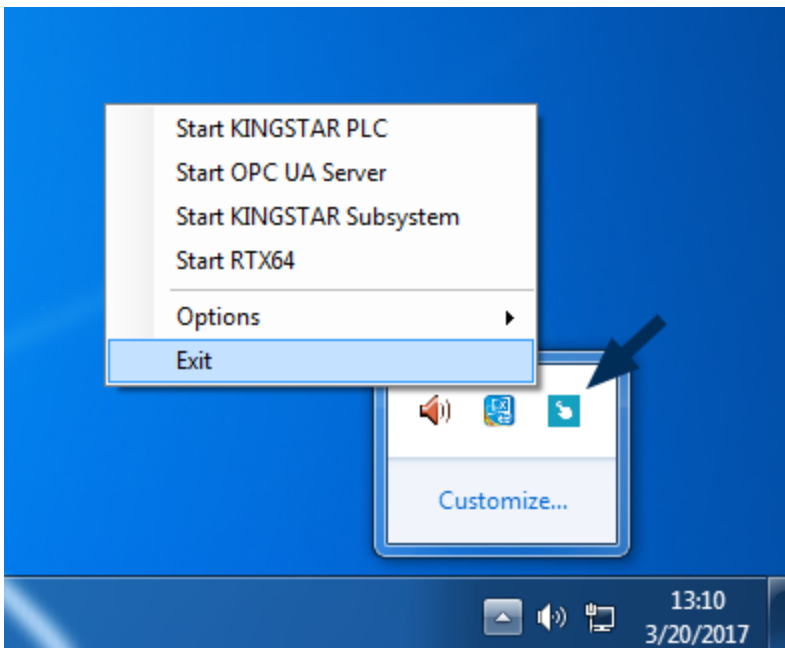 Start KINGSTAR PLC
Start OPC UA Server
Start KINGSTAR Subsystem
Start RTX64
Options
Exit
Customize...
13:10
3/20/2017